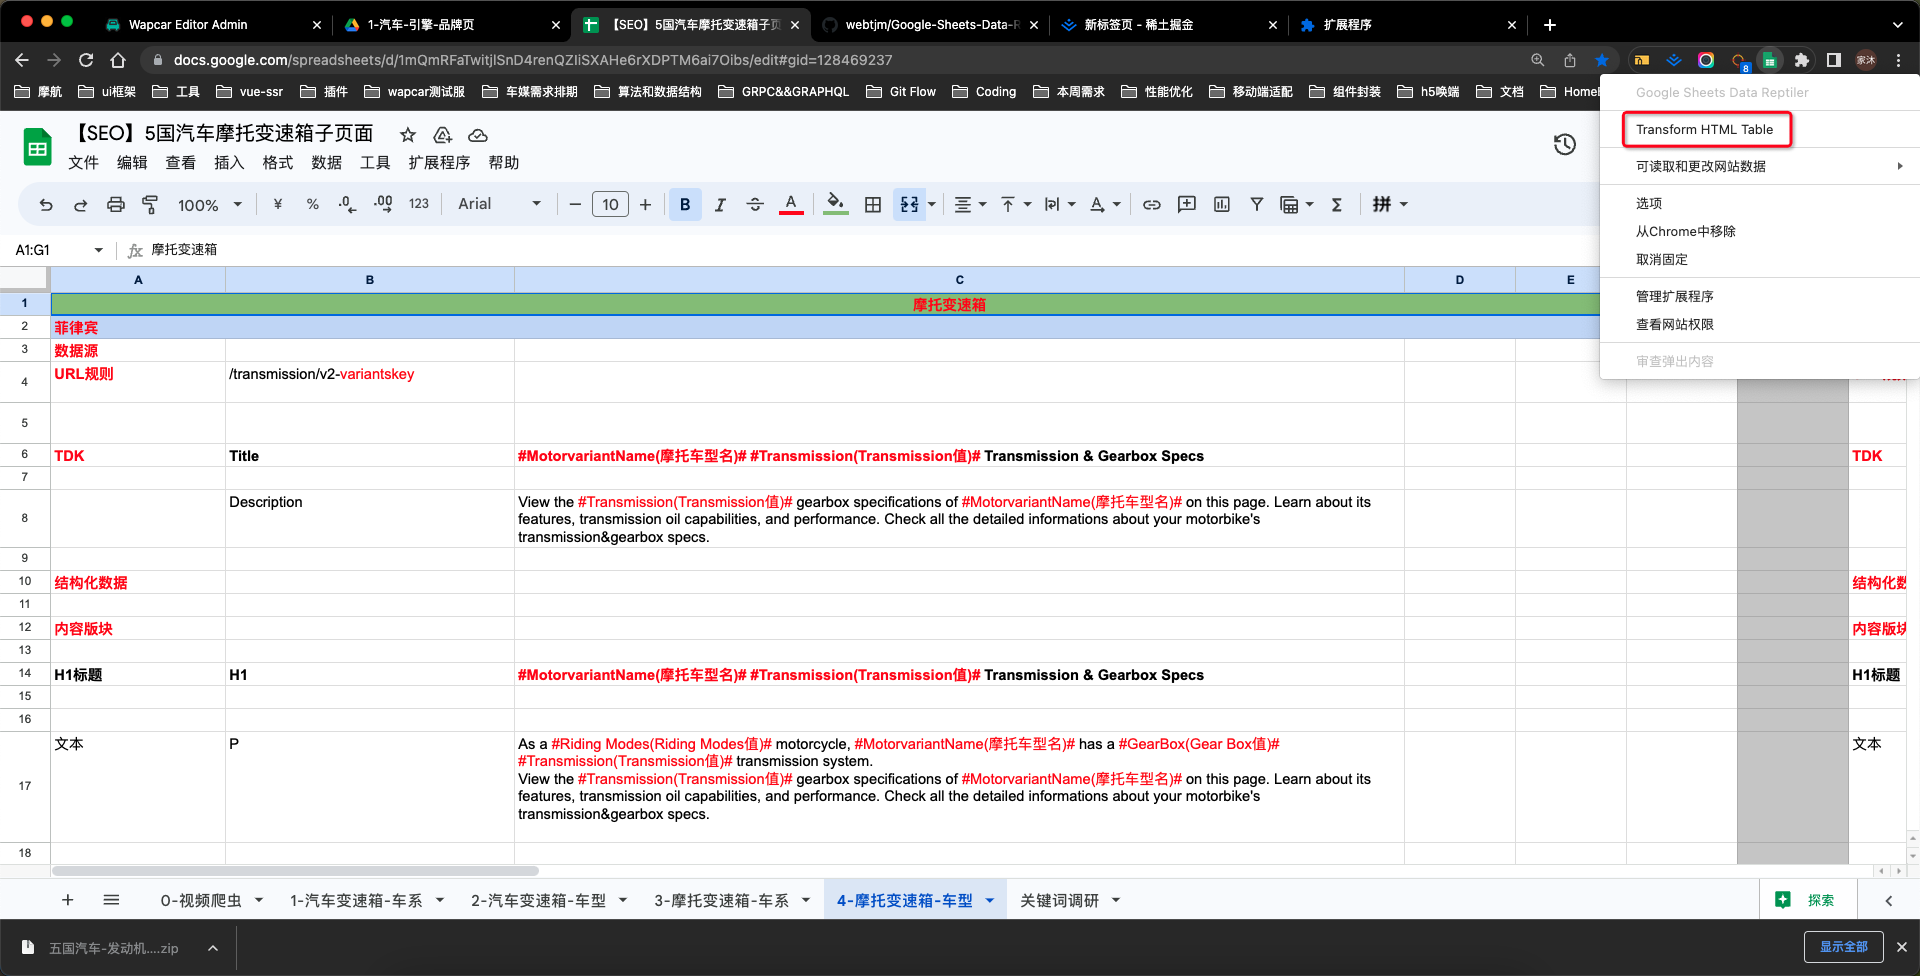 Wapcar Editor Admin
1-汽车-引擎-品牌页
【SEO】5国汽车摩托变速箱子页
webtjm/Google-Sheets-Data-R
新标签页 - 稀土掘金
扩展程序
docs.google.com/spreadsheets/d/1mQmRFaTwitjlSnD4renQZIiSXAHe6rXDPTM6ai7Oibs/edit#gid=128469237
8
家沐
摩航
ui框架
工具
vue-ssr
插件
wapcar测试服
车媒需求排期
算法和数据结构
GRPC&&GRAPHQL
Git Flow
Coding
本周需求
性能优化
移动端适配
组件封装
h5唤端
文档
HomeE
Google Sheets Data Reptiler
Transform HTML Table
可读取和更改网站数据
选项
从Chrome中移除
取消固定
管理扩展程序
查看网站权限
审查弹出内容
【SEO】5国汽车摩托变速箱子页面
文件 编辑 查看 插入 格式 数据 工具 扩展程序 帮助
100% ¥ % .0 .00 123 Arial 10 B I A 拼
A1:G1 fx 摩托变速箱
A B C D E
1 摩托变速箱
2 菲律宾
3 数据源
4 URL规则 /transmission/v2-variantskey
5
6 TDK Title #MotorvariantName(摩托车型名)# #Transmission(Transmission值)# Transmission & Gearbox Specs TDK
7
8 Description View the #Transmission(Transmission值)# gearbox specifications of #MotorvariantName(摩托车型名)# on this page. Learn about its
features, transmission oil capabilities, and performance. Check all the detailed informations about your motorbike's
transmission&gearbox specs.
9
10 结构化数据 结构化数
11
12 内容版块 内容版块
13
14 H1标题 H1 #MotorvariantName(摩托车型名)# #Transmission(Transmission值)# Transmission & Gearbox Specs H1标题
15
16
17 文本 P As a #Riding Modes(Riding Modes值)# motorcycle, #MotorvariantName(摩托车型名)# has a #GearBox(Gear Box值)# 文本
#Transmission(Transmission值)# transmission system.
View the #Transmission(Transmission值)# gearbox specifications of #MotorvariantName(摩托车型名)# on this page. Learn about its
features, transmission oil capabilities, and performance. Check all the detailed informations about your motorbike's
transmission&gearbox specs.
18
0-视频爬虫
1-汽车变速箱-车系
2-汽车变速箱-车型
3-摩托变速箱-车系
4-摩托变速箱-车型
关键词调研
探索
五国汽车-发动机....zip
显示全部